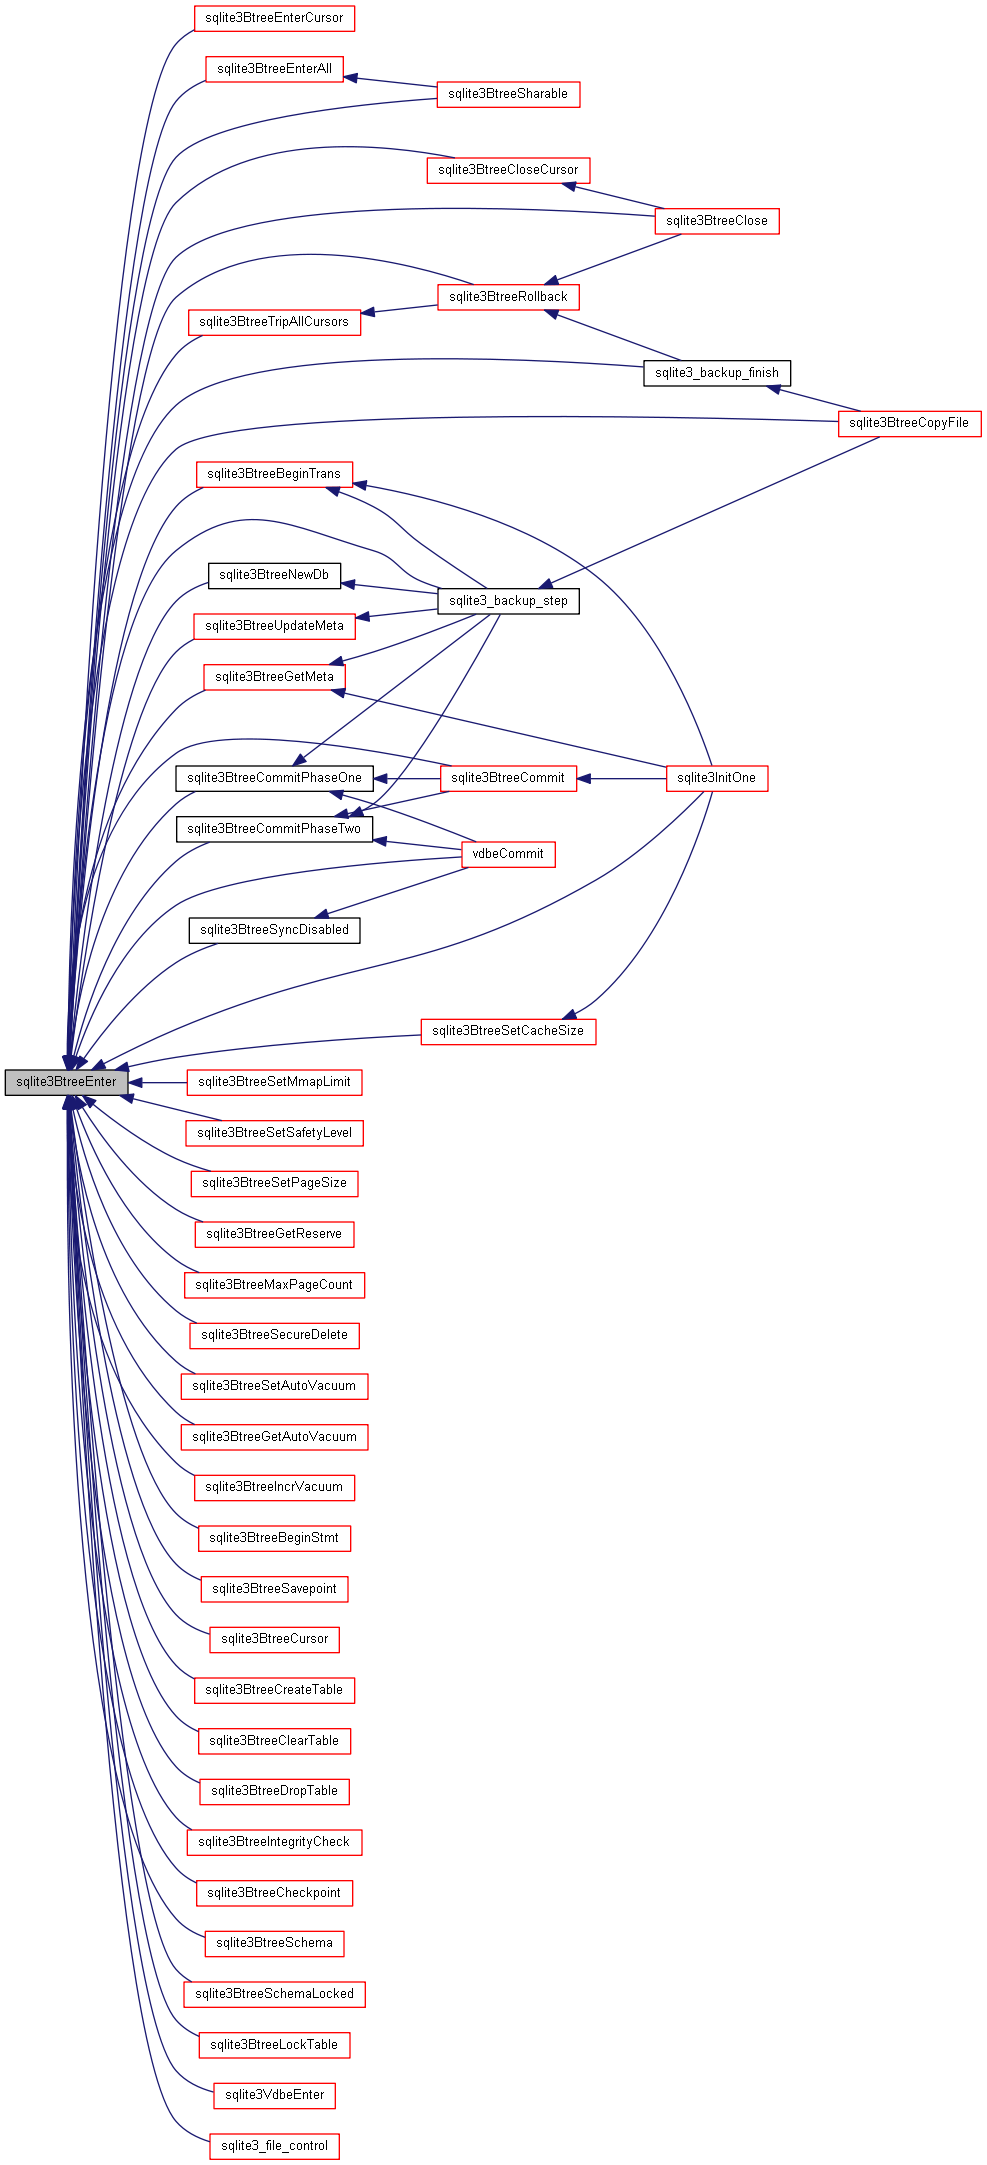 sqlite3BtreeEnterCursor
sqlite3BtreeEnterAll
sqlite3BtreeSharable
sqlite3BtreeCloseCursor
sqlite3BtreeClose
sqlite3BtreeRollback
sqlite3BtreeTripAllCursors
sqlite3_backup_finish
sqlite3BtreeCopyFile
sqlite3BtreeBeginTrans
sqlite3BtreeNewDb
sqlite3_backup_step
sqlite3BtreeUpdateMeta
sqlite3BtreeGetMeta
sqlite3BtreeCommitPhaseOne
sqlite3BtreeCommit
sqlite3InitOne
sqlite3BtreeCommitPhaseTwo
vdbeCommit
sqlite3BtreeSyncDisabled
sqlite3BtreeSetCacheSize
sqlite3BtreeEnter
sqlite3BtreeSetMmapLimit
sqlite3BtreeSetSafetyLevel
sqlite3BtreeSetPageSize
sqlite3BtreeGetReserve
sqlite3BtreeMaxPageCount
sqlite3BtreeSecureDelete
sqlite3BtreeSetAutoVacuum
sqlite3BtreeGetAutoVacuum
sqlite3BtreeIncrVacuum
sqlite3BtreeBeginStmt
sqlite3BtreeSavepoint
sqlite3BtreeCursor
sqlite3BtreeCreateTable
sqlite3BtreeClearTable
sqlite3BtreeDropTable
sqlite3BtreeIntegrityCheck
sqlite3BtreeCheckpoint
sqlite3BtreeSchema
sqlite3BtreeSchemaLocked
sqlite3BtreeLockTable
sqlite3VdbeEnter
sqlite3_file_control